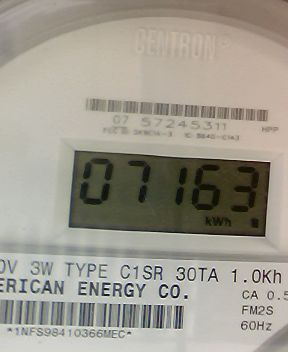 CENTRON®
07 57245311 HPP
07163
kWh
0V 3W TYPE C1SR 30TA 1.0Kh
ERICAN ENERGY CO.
CA 0.5
FM2S
60Hz
*1NFS98410366MEC*